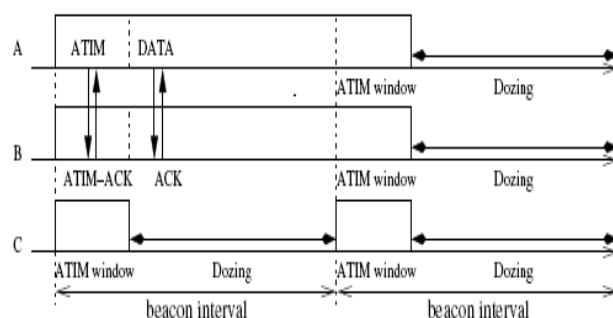 A
ATIM DATA
ATIM window Dozing
B
ATIM–ACK ACK ATIM window Dozing
C
ATIM window Dozing ATIM window Dozing
beacon interval beacon interval